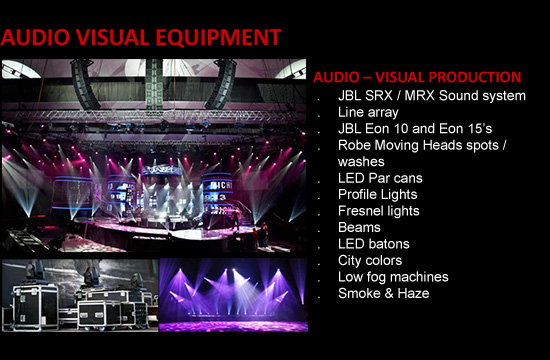 AUDIO VISUAL EQUIPMENT
AUDIO – VISUAL PRODUCTION
. JBL SRX / MRX Sound system
Line array
. JBL Eon 10 and Eon 15's
. Robe Moving Heads spots /
washes
. LED Par cans
. Profile Lights
. Fresnel lights
. Beams
. LED batons
. City colors
. Low fog machines
. Smoke & Haze